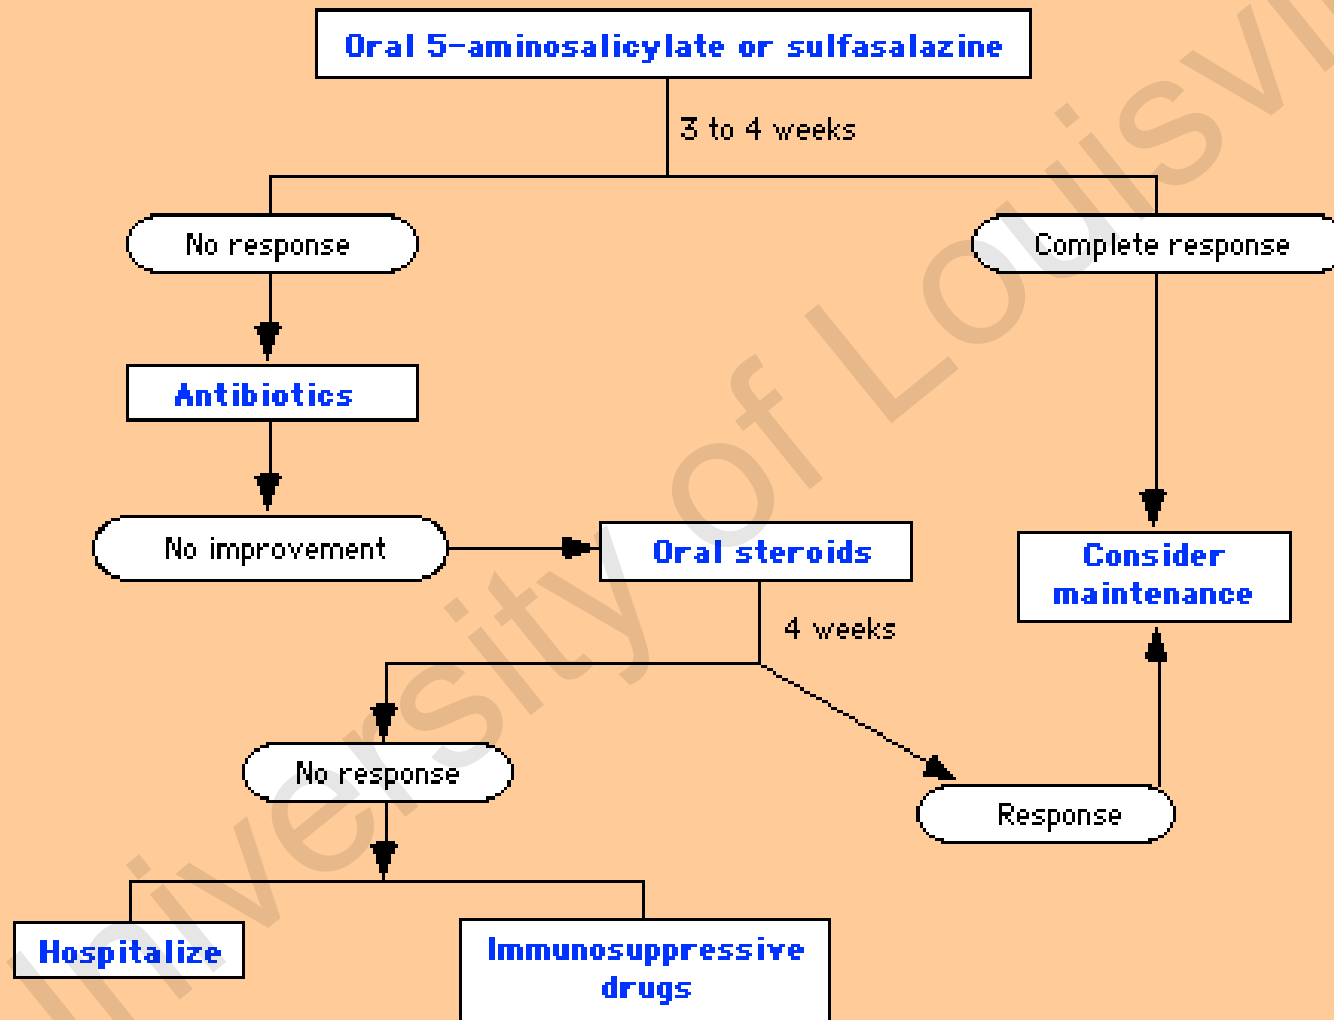 Oral 5-aminosalicylate or sulfasalazine
3 to 4 weeks
No response
Complete response
Antibiotics
No improvement
Oral steroids
Consider
maintenance
4 weeks
No response
Response
Hospitalize
Immunosuppressive
drugs
University of Louisvil